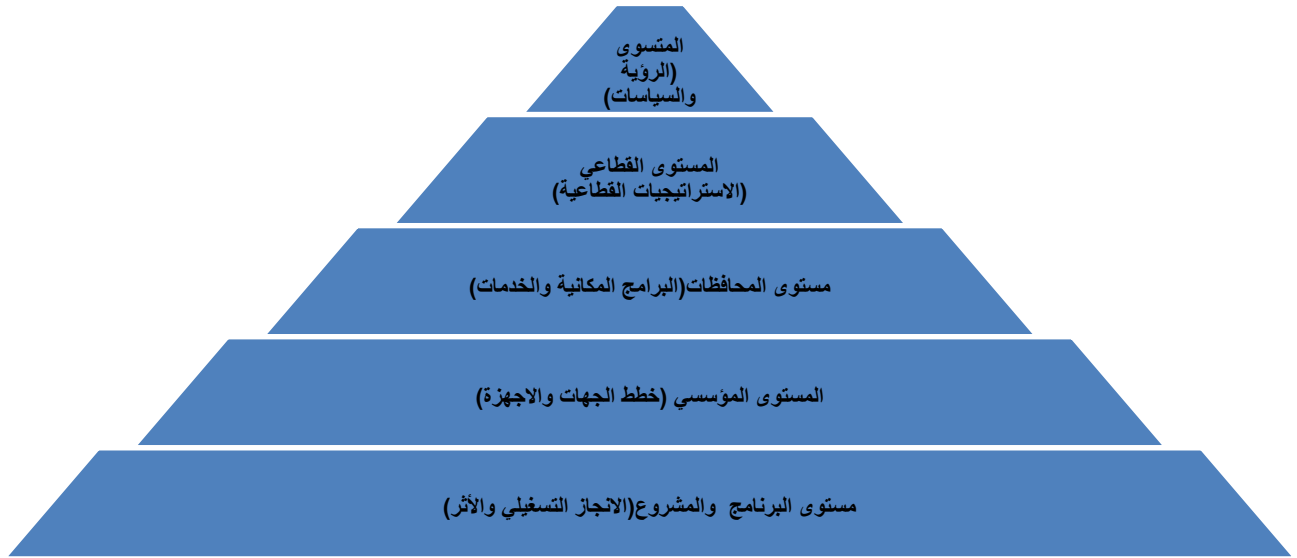 المتسوى
(الرؤية
والسياسات)
المستوى القطاعي
(الاستراتيجيات القطاعية)
مستوى المحافظات(البرامج المكانية والخدمات)
المستوى المؤسسي (خطط الجهات والاجهزة)
مستوى البرنامج والمشروع(الانجاز التسغيلي والأثر)